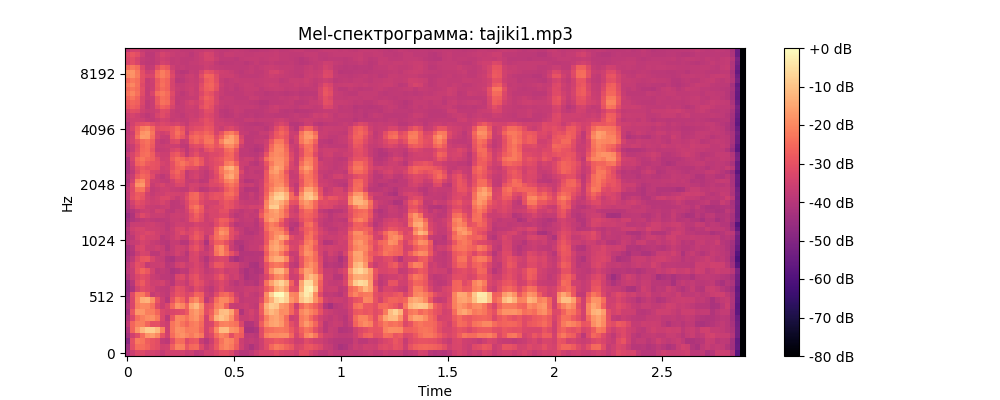 Mel-спектрограмма: tajiki1.mp3
8192
4096
2048
1024
512
0
Hz
0
0.5
1
1.5
2
2.5
Time
+0 dB
-10 dB
-20 dB
-30 dB
-40 dB
-50 dB
-60 dB
-70 dB
-80 dB